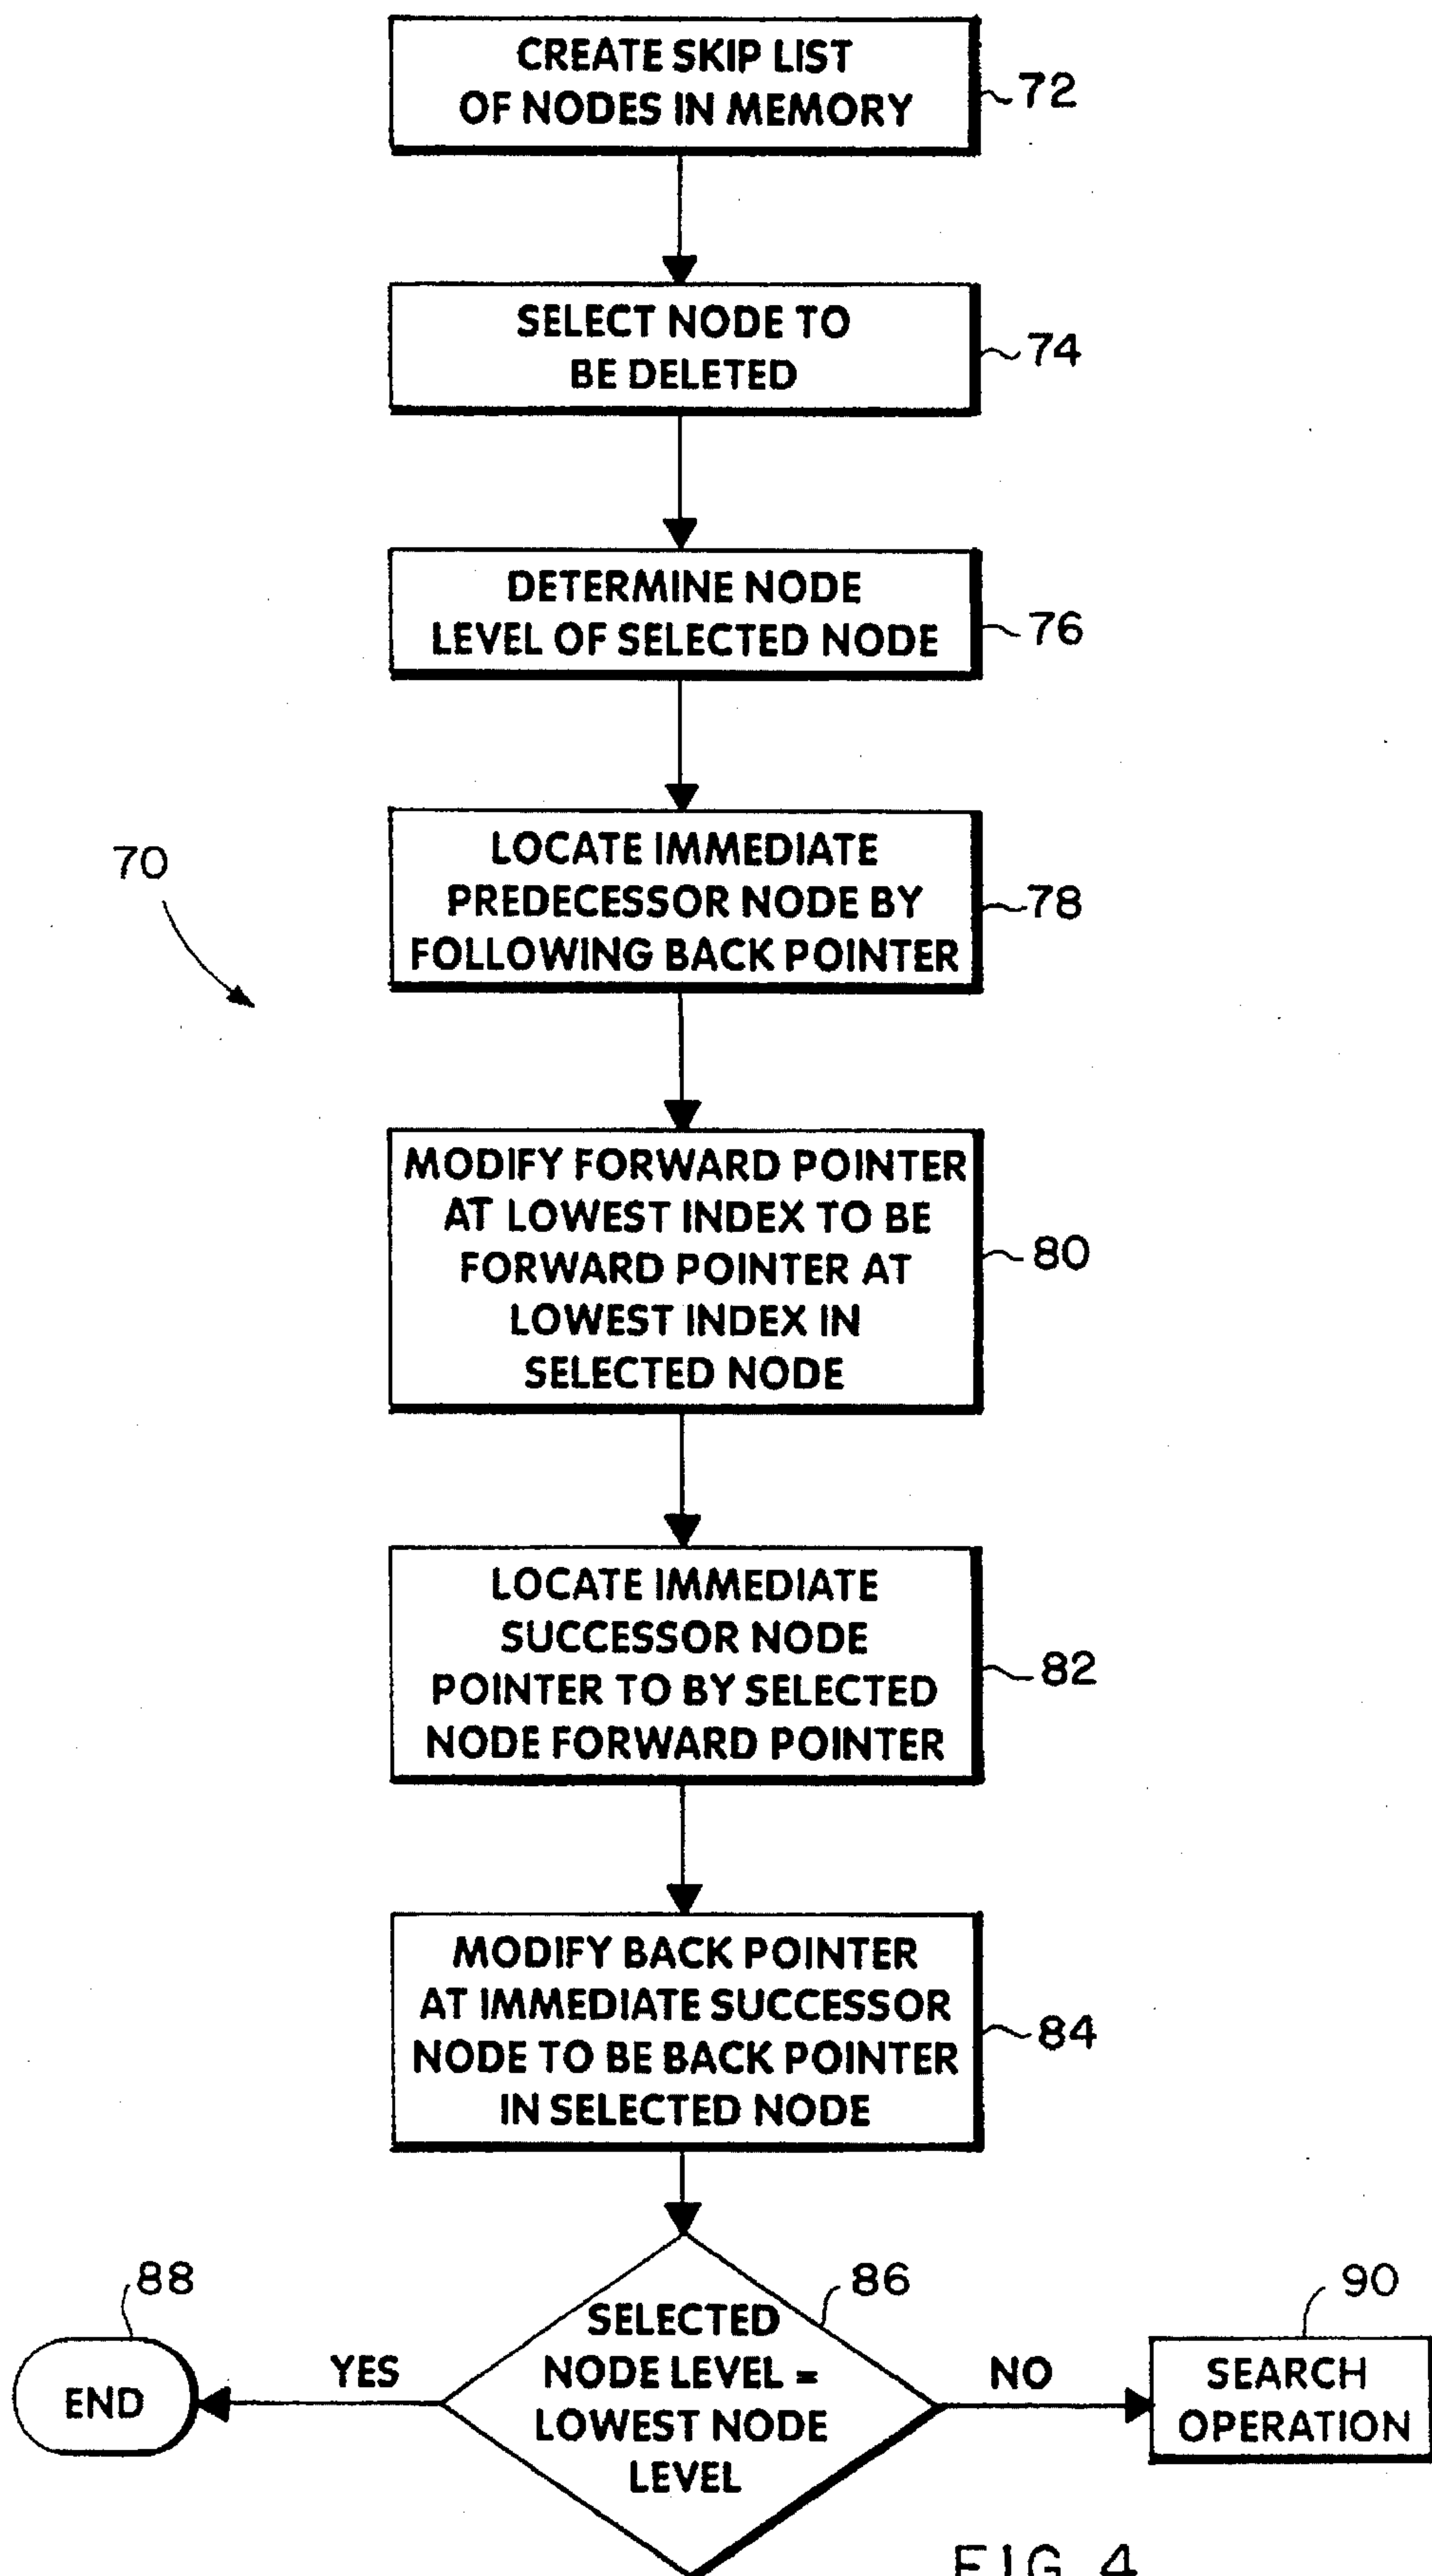 CREATE SKIP LIST
OF NODES IN MEMORY
72
SELECT NODE TO
BE DELETED
74
DETERMINE NODE
LEVEL OF SELECTED NODE
76
LOCATE IMMEDIATE
PREDECESSOR NODE BY
FOLLOWING BACK POINTER
78
70
MODIFY FORWARD POINTER
AT LOWEST INDEX TO BE
FORWARD POINTER AT
LOWEST INDEX IN
SELECTED NODE
80
LOCATE IMMEDIATE
SUCCESSOR NODE
POINTER TO BY SELECTED
NODE FORWARD POINTER
82
MODIFY BACK POINTER
AT IMMEDIATE SUCCESSOR
NODE TO BE BACK POINTER
IN SELECTED NODE
84
88
END
YES
86
SELECTED
NODE LEVEL =
LOWEST NODE
LEVEL
NO
90
SEARCH
OPERATION
FIG. 4